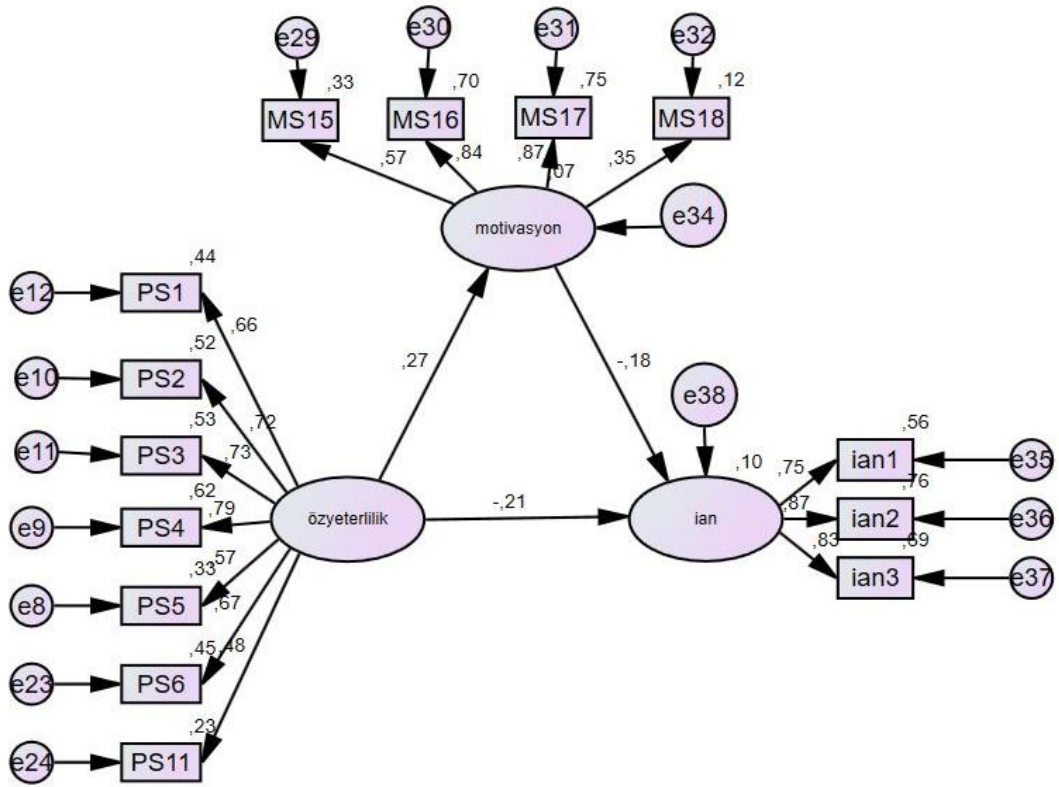 e29
e30
e31
e32
,33
,70
,75
,12
MS15
MS16
MS17
MS18
,57
,84
,87
,07
,35
motivasyon
e34
,44
e12
PS1
,66
,52
e10
PS2
,72
,27
-,18
e38
,53
e11
PS3
,73
,62
e9
PS4
,79
özyeterlilik
-,21
ian
,10
,75
,56
ian1
e35
,87
,76
ian2
e36
,83
,69
ian3
e37
,33
,57
e8
PS5
,67
,45
,48
e23
PS6
,23
e24
PS11